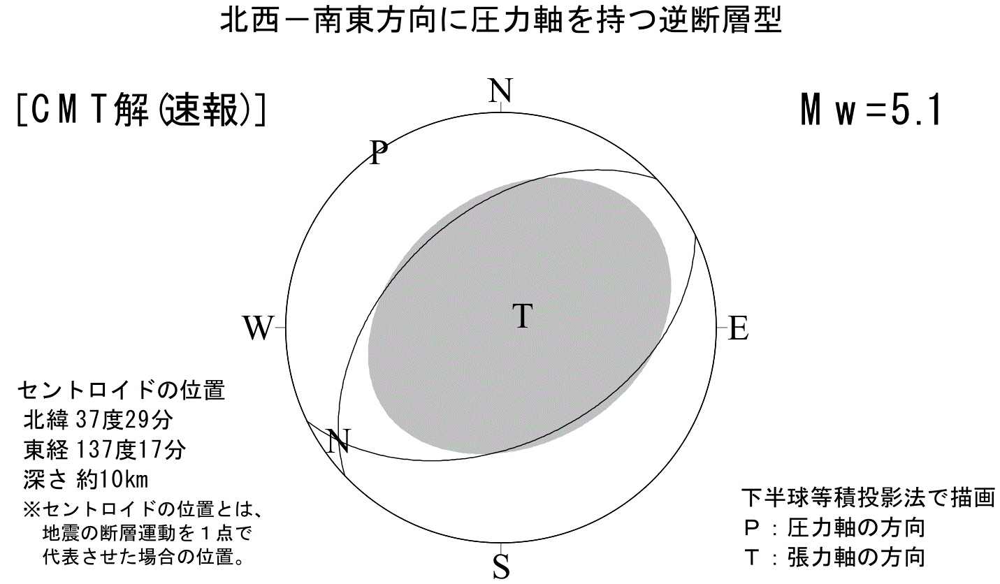 北西－南東方向に圧力軸を持つ逆断層型
[CMT解(速報)]
Mw=5.1
N
P
T
W
E
N
S
セントロイドの位置
北緯 37度29分
東経 137度17分
深さ 約10km
※セントロイドの位置とは、
地震の断層運動を１点で
代表させた場合の位置。
下半球等積投影法で描画
P：圧力軸の方向
T：張力軸の方向